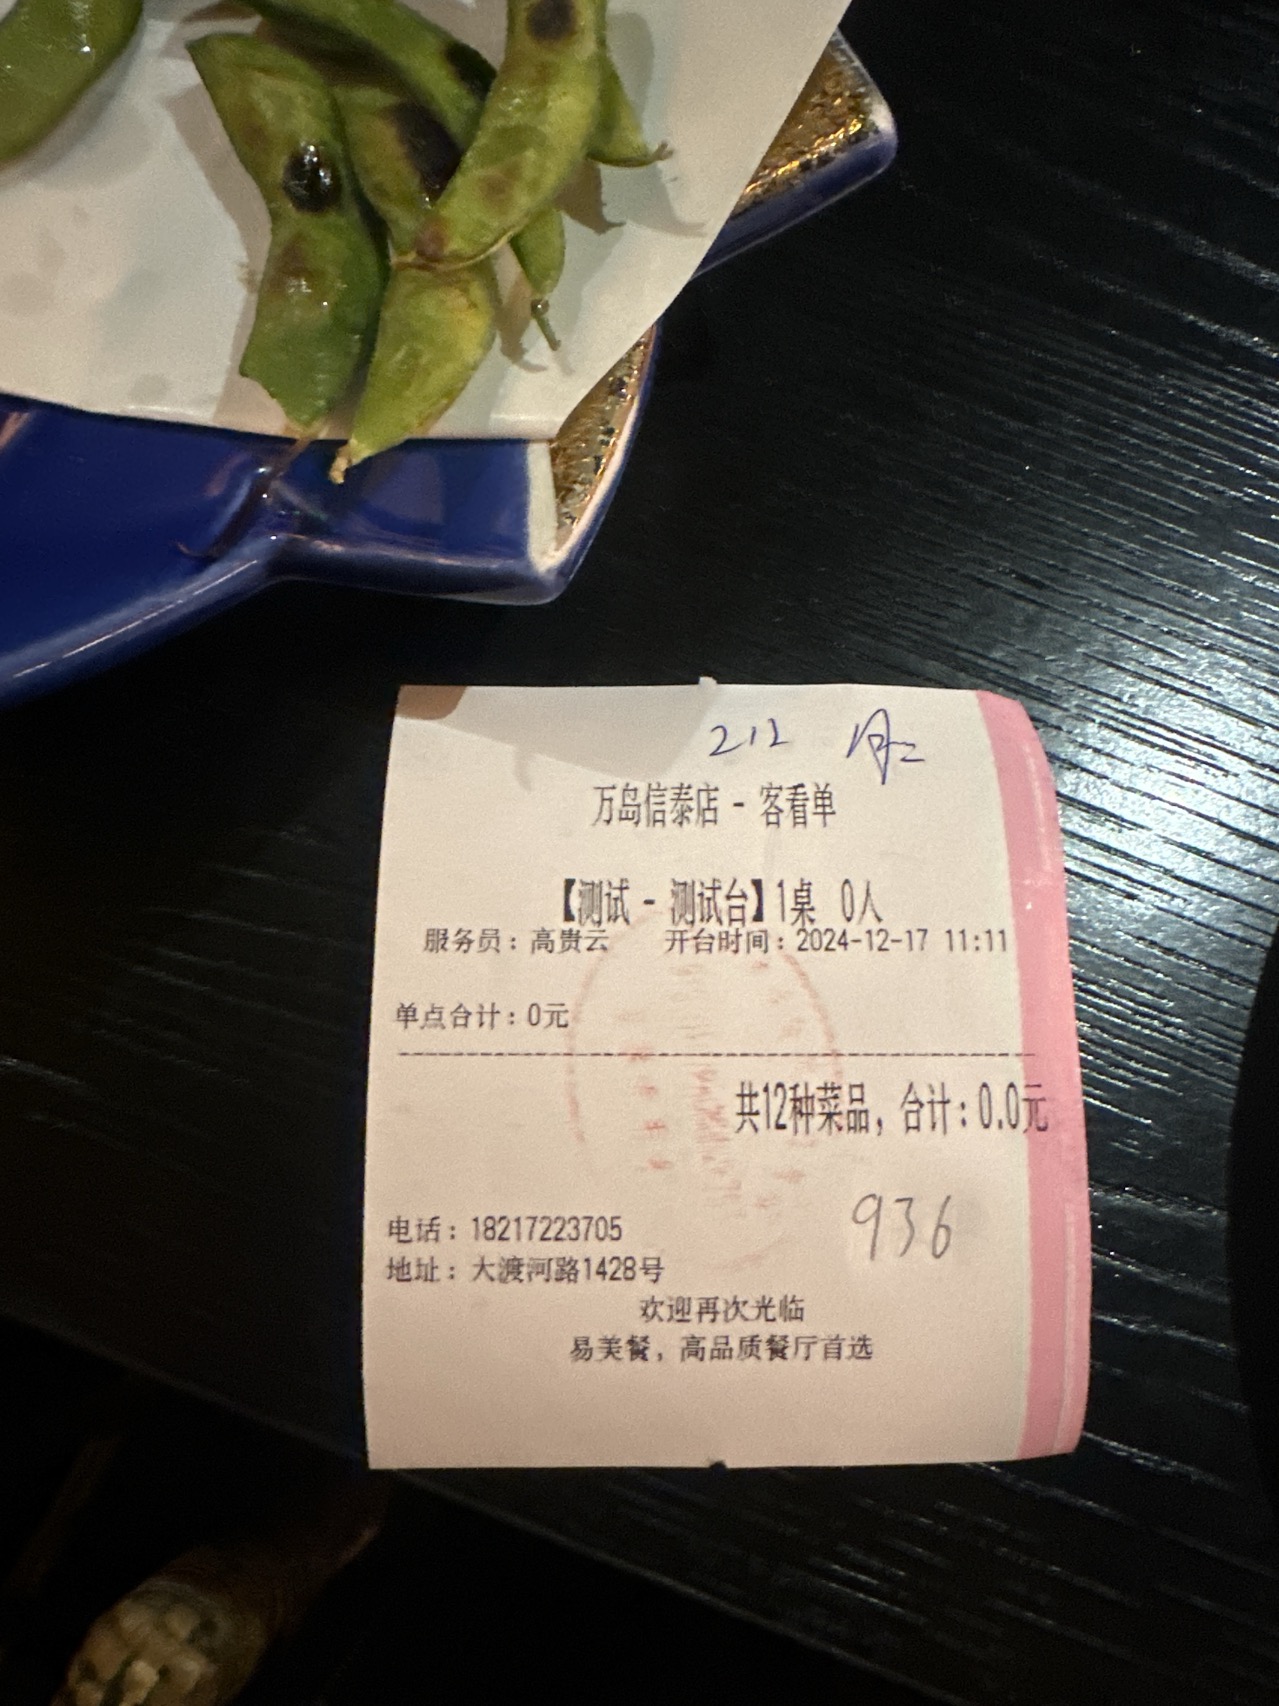 212 月二
万岛信泰店 - 客看单
【测试 - 测试台】1桌 0人
服务员：高贵云 开台时间：2024-12-17 11:11
单点合计：0元
共12种菜品，合计：0.0元
936
电话：18217223705
地址：大渡河路1428号
欢迎再次光临
易美餐，高品质餐厅首选